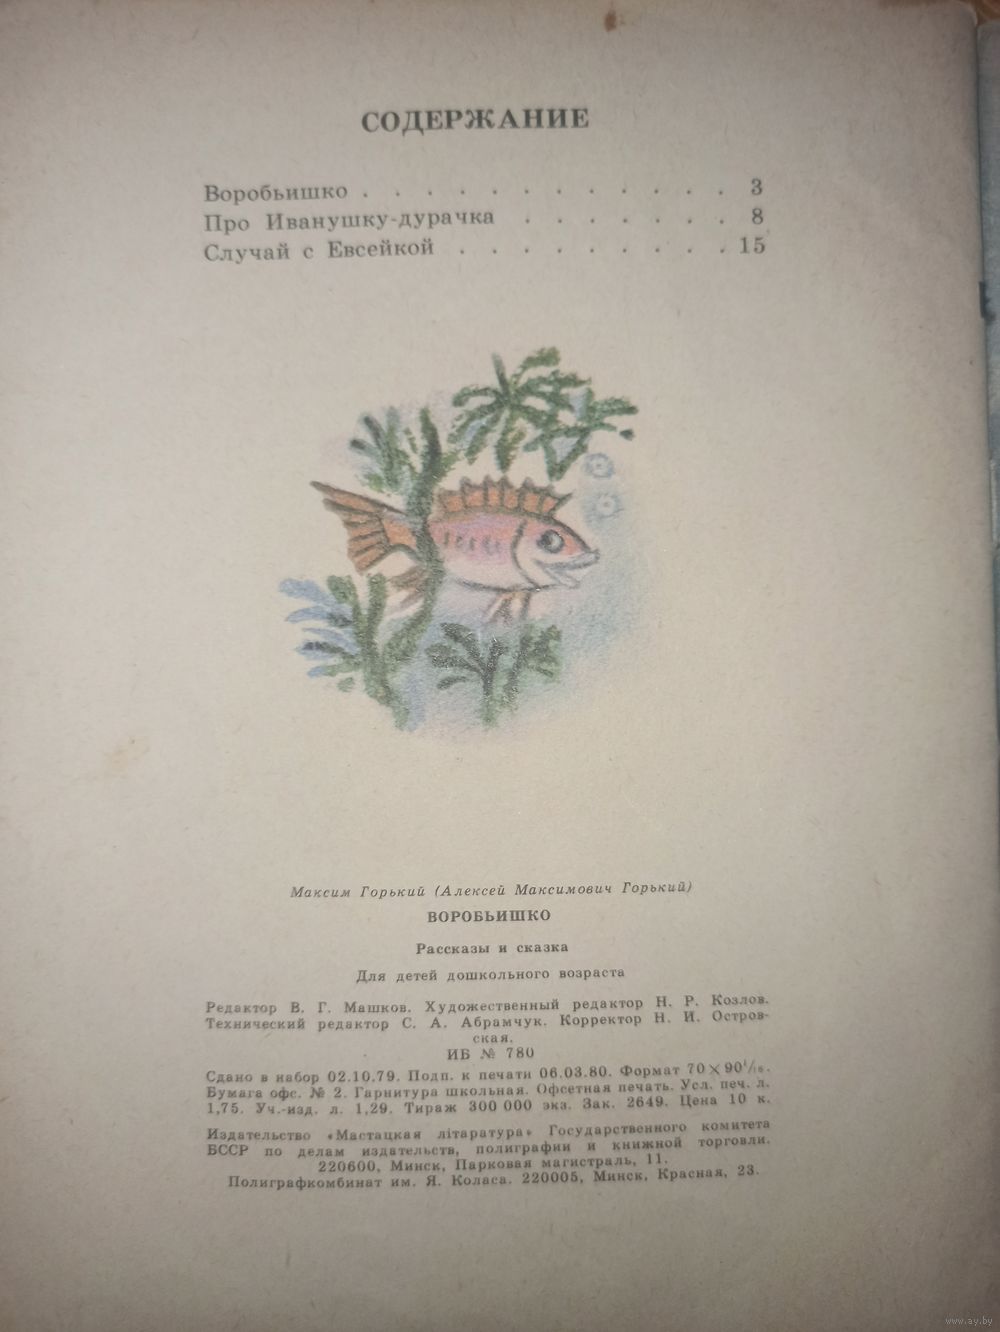 СОДЕРЖАНИЕ
Воробьишко . . . . . . . . . . . . 3
Про Иванушку-дурачка . . . . . . . 8
Случай с Евсейкой . . . . . . . . . 15
Максим Горький (Алексей Максимович Горький)
ВОРОБЬИШКО
Рассказы и сказка
Для детей дошкольного возраста
Редактор В. Г. Машков. Художественный редактор Н. Р. Козлов.
Технический редактор С. А. Абрамчук. Корректор Н. И. Остров-
ская.
ИБ № 780
Сдано в набор 02.10.79. Подп. к печати 06.03.80. Формат 70×90¹/₁₆.
Бумага офс. № 2. Гарнитура школьная. Офсетная печать. Усл. печ. л.
1,75. Уч.-изд. л. 1,29. Тираж 300 000 экз. Зак. 2649. Цена 10 к.
Издательство «Мастацкая літаратура» Государственного комитета
БССР по делам издательств, полиграфии и книжной торговли.
220600, Минск, Парковая магистраль, 11.
Полиграфкомбинат им. Я. Коласа. 220005, Минск, Красная, 23.
www.ay.by